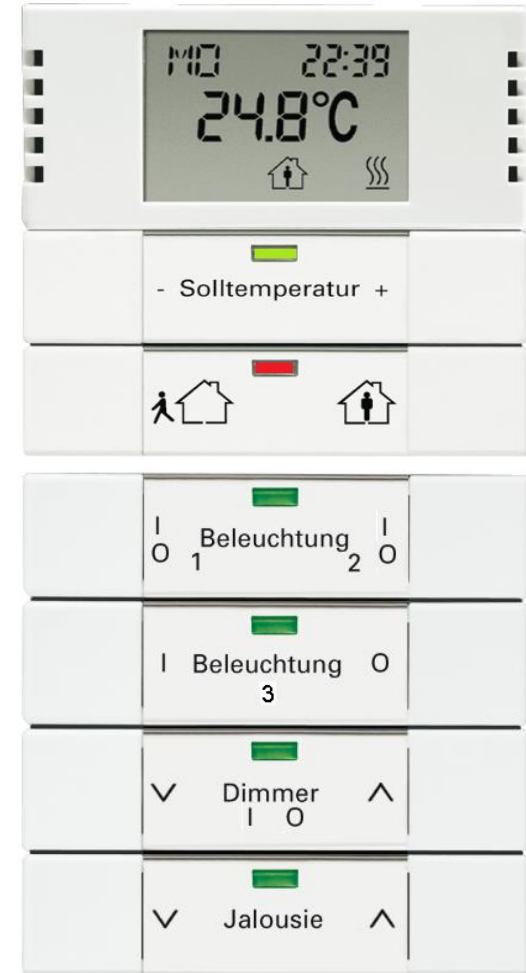 MO 22:39
24.8°C
- Solltemperatur +
I Beleuchtung I
O 1 2 O
I Beleuchtung O
3
Dimmer
I O
Jalousie